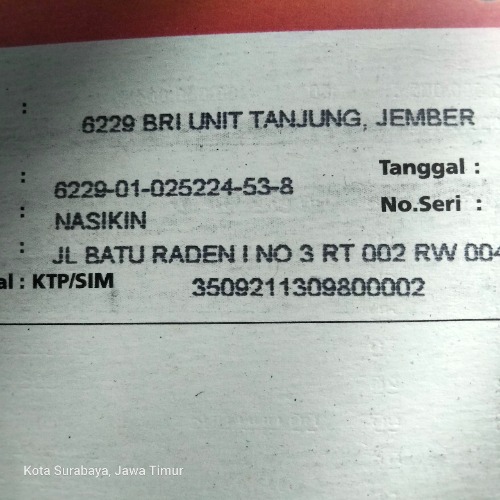 : 6229 BRI UNIT TANJUNG, JEMBER
Tanggal :
: 6229-01-025224-53-8
No.Seri :
: NASIKIN
: JL BATU RADEN I NO 3 RT 002 RW 004
al : KTP/SIM 3509211309800002
Kota Surabaya, Jawa Timur